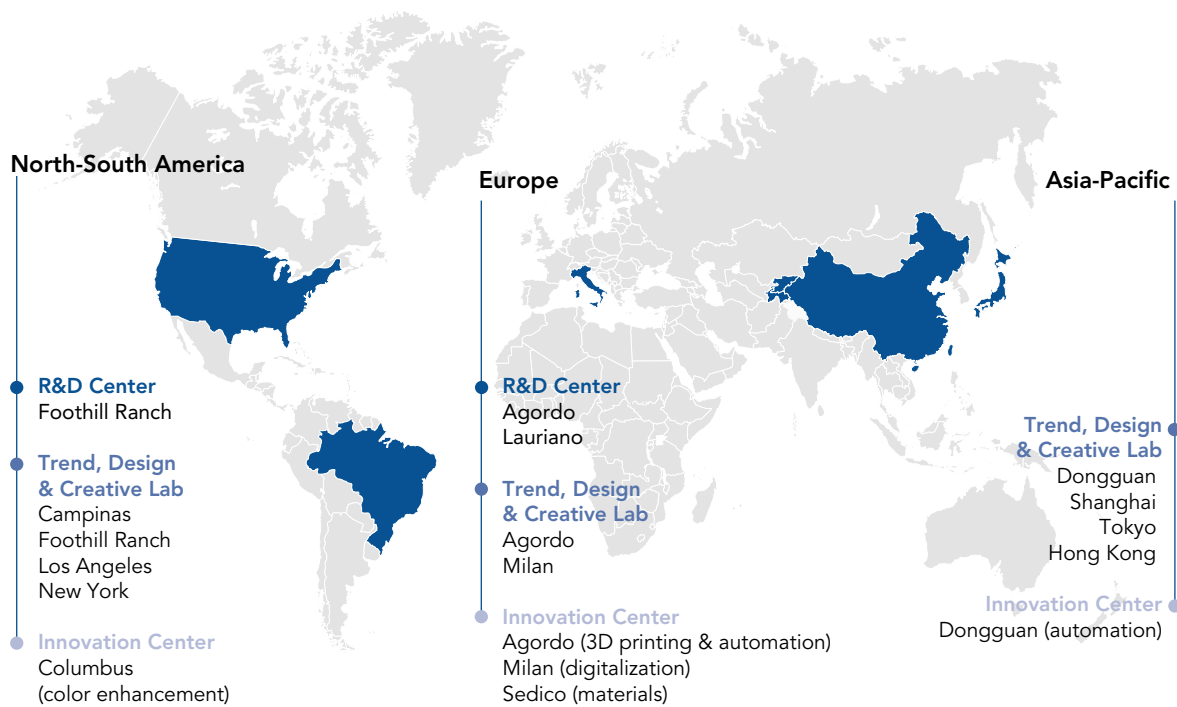 North-South America
R&D Center
Foothill Ranch
Trend, Design
& Creative Lab
Campinas
Foothill Ranch
Los Angeles
New York
Innovation Center
Columbus
(color enhancement)
Europe
R&D Center
Agordo
Lauriano
Trend, Design
& Creative Lab
Agordo
Milan
Innovation Center
Agordo (3D printing & automation)
Milan (digitalization)
Sedico (materials)
Asia-Pacific
Trend, Design
& Creative Lab
Dongguan
Shanghai
Tokyo
Hong Kong
Innovation Center
Dongguan (automation)